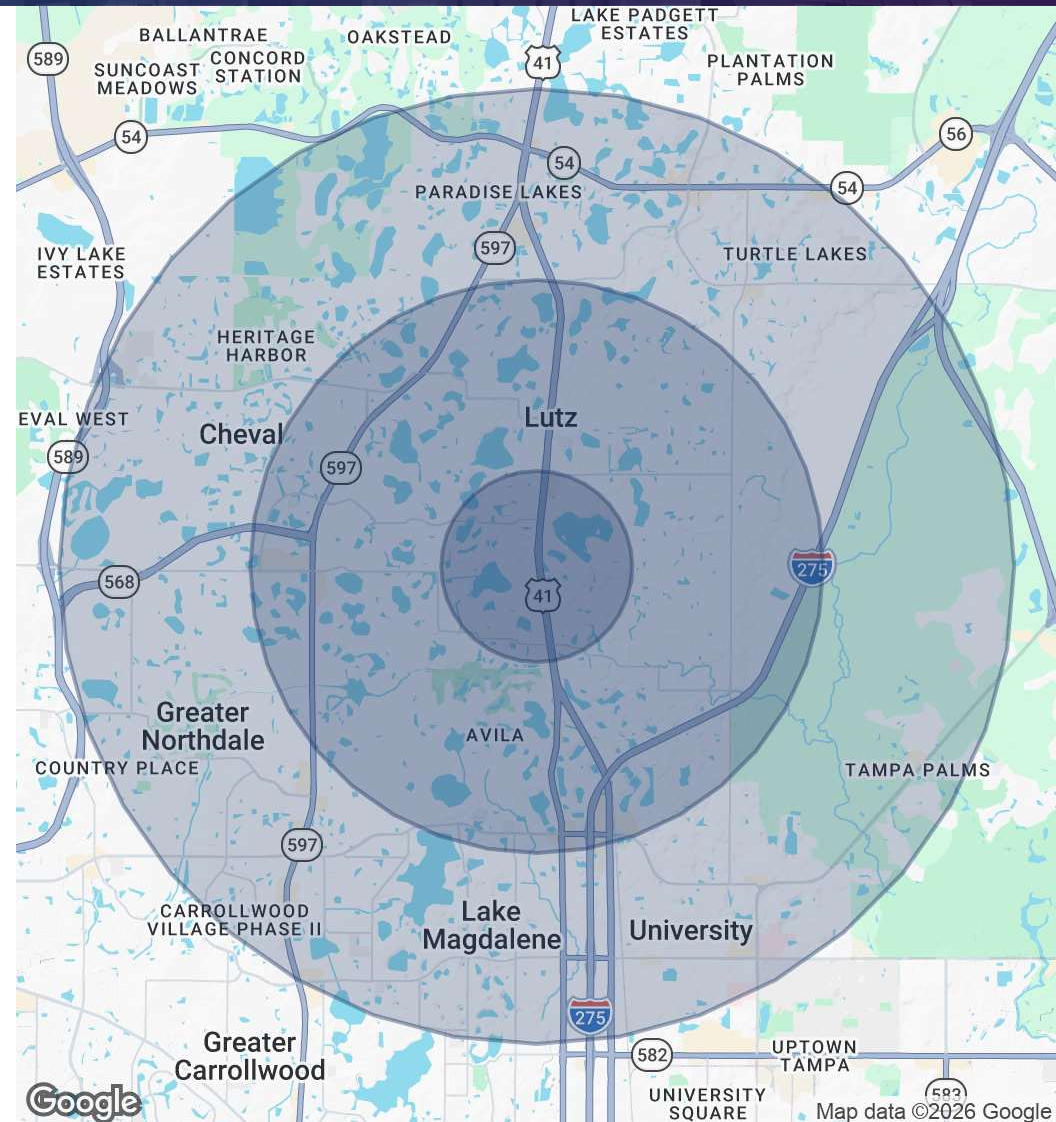 LAKE PADGETT
ESTATES
BALLANTRAE
OAKSTEAD
589
41
SUNCOAST
MEADOWS
CONCORD
STATION
PLANTATION
PALMS
54
56
54
54
PARADISE LAKES
597
IVY LAKE
ESTATES
TURTLE LAKES
HERITAGE
HARBOR
EVAL WEST
Cheval
Lutz
589
597
568
275
41
Greater
Northdale
AVILA
COUNTRY PLACE
TAMPA PALMS
597
CARROLLWOOD
VILLAGE PHASE II
Lake
Magdalene
University
275
Greater
Carrollwood
582
UPTOWN
TAMPA
583
UNIVERSITY
SQUARE
Google
Map data ©2026 Google